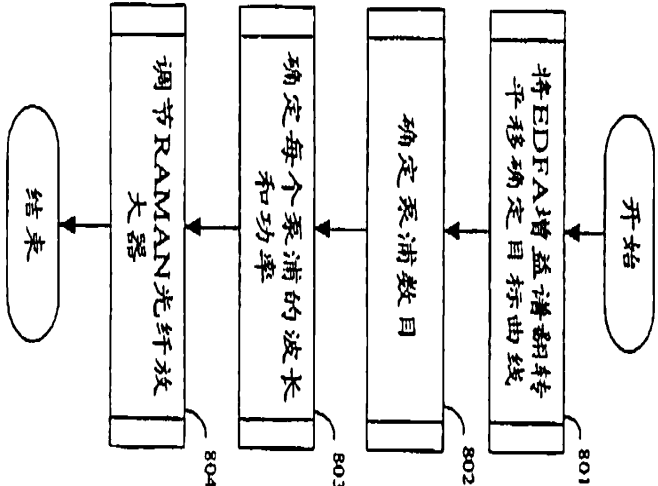 开始
将EDFA增益谱翻转
平移确定目标曲线
801
确定泵浦数目
802
确定每个泵浦的波长
和功率
803
调节RAMAN光纤放
大器
804
结束